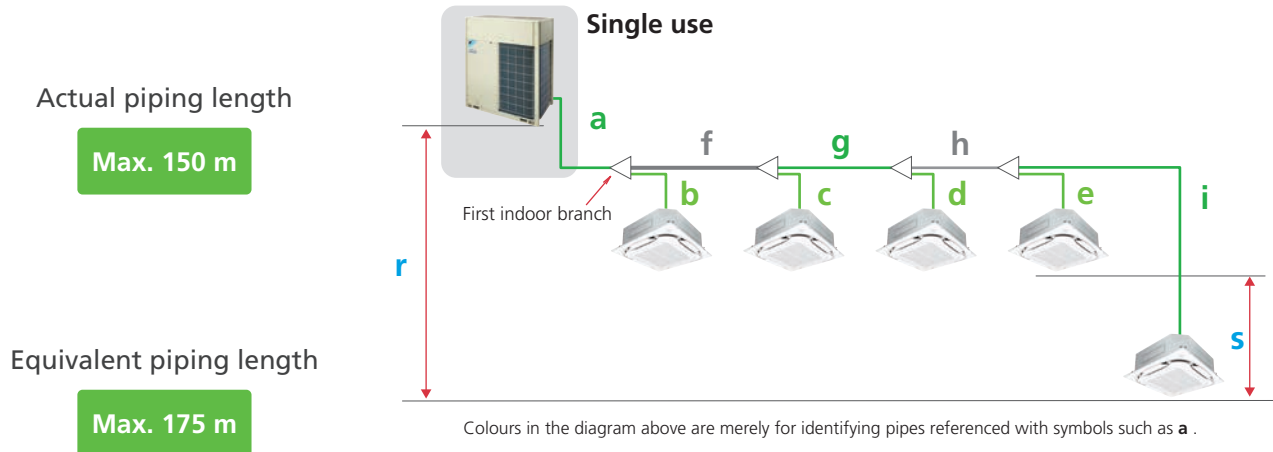 Single use
Actual piping length
Max. 150 m
a
f
g
h
b
c
d
e
i
First indoor branch
r
s
Equivalent piping length
Max. 175 m
Colours in the diagram above are merely for identifying pipes referenced with symbols such as a .